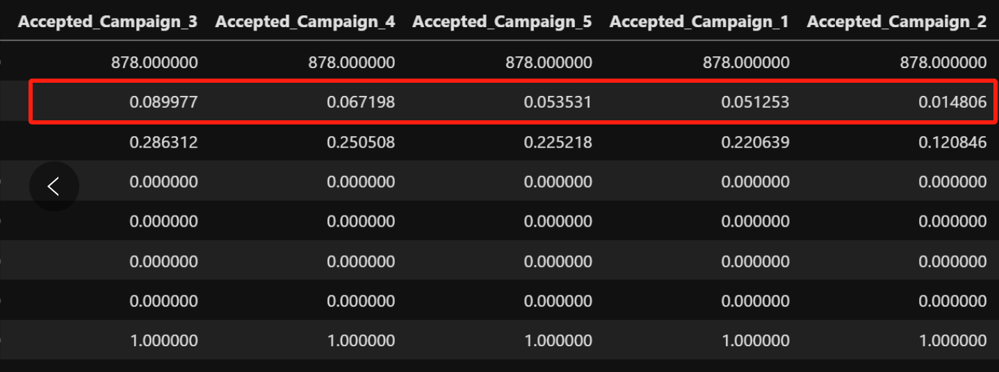 Accepted_Campaign_3 Accepted_Campaign_4 Accepted_Campaign_5 Accepted_Campaign_1 Accepted_Campaign_2
878.000000 878.000000 878.000000 878.000000 878.000000
0.089977 0.067198 0.053531 0.051253 0.014806
0.286312 0.250508 0.225218 0.220639 0.120846
0.000000 0.000000 0.000000 0.000000 0.000000
0.000000 0.000000 0.000000 0.000000 0.000000
0.000000 0.000000 0.000000 0.000000 0.000000
0.000000 0.000000 0.000000 0.000000 0.000000
1.000000 1.000000 1.000000 1.000000 1.000000